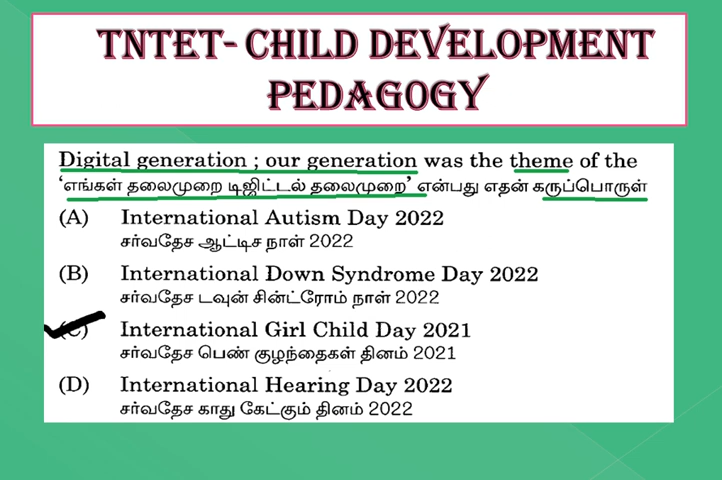 TNTET- CHILD DEVELOPMENT
PEDAGOGY
Digital generation ; our generation was the theme of the
‘எங்கள் தலைமுறை டிஜிட்டல் தலைமுறை’ என்பது எதன் கருப்பொருள்
(A) International Autism Day 2022
சர்வதேச ஆட்டிச நாள் 2022
(B) International Down Syndrome Day 2022
சர்வதேச டவுன் சின்ட்ரோம் நாள் 2022
(C) International Girl Child Day 2021
சர்வதேச பெண் குழந்தைகள் தினம் 2021
(D) International Hearing Day 2022
சர்வதேச காது கேட்கும் தினம் 2022